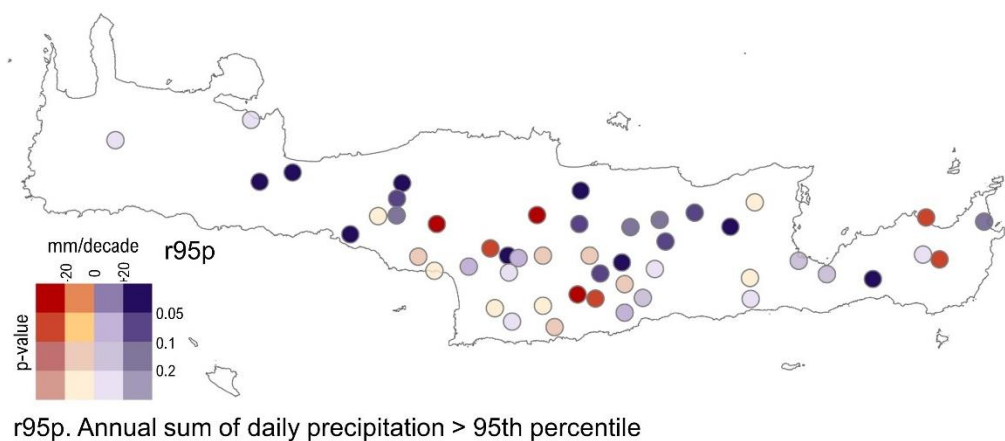 mm/decade
r95p
-20
0
+20
0.05
p-value
0.1
0.2
r95p. Annual sum of daily precipitation > 95th percentile